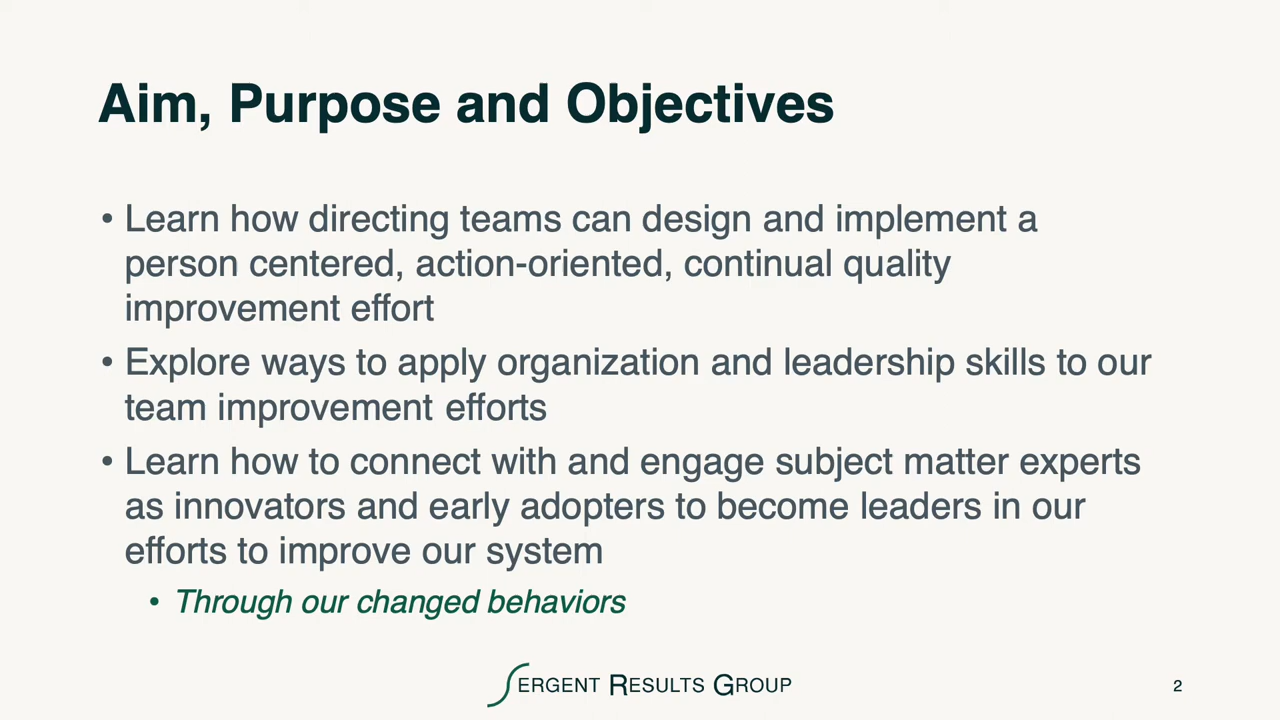 Aim, Purpose and Objectives
• Learn how directing teams can design and implement a
person centered, action-oriented, continual quality
improvement effort
• Explore ways to apply organization and leadership skills to our
team improvement efforts
• Learn how to connect with and engage subject matter experts
as innovators and early adopters to become leaders in our
efforts to improve our system
• Through our changed behaviors
SERGENT RESULTS GROUP
2